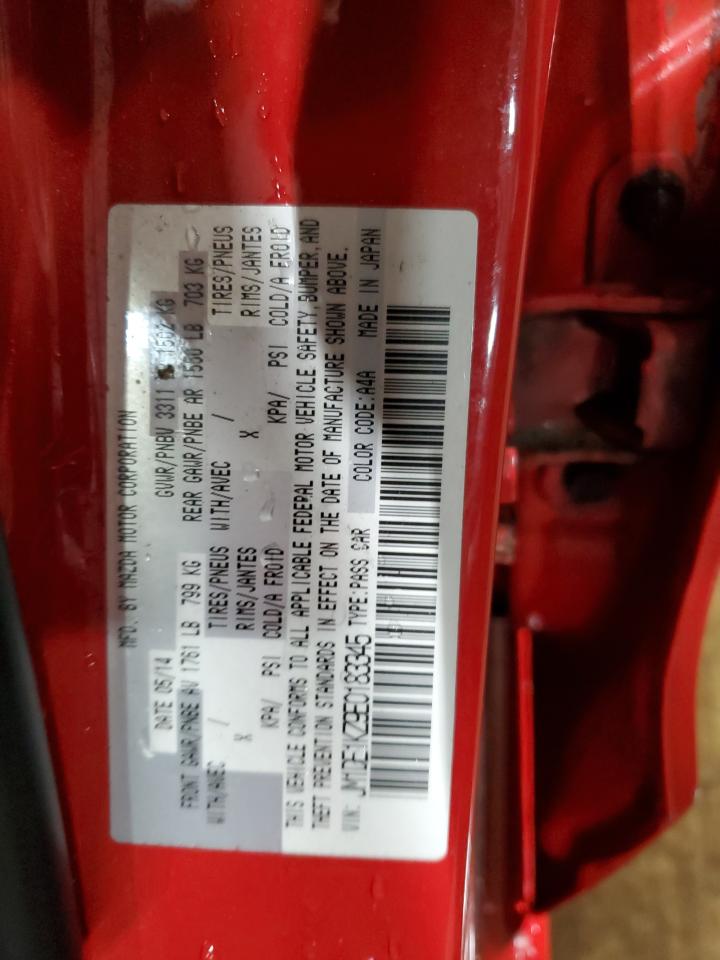 MFD. BY MAZDA MOTOR CORPORATION
DATE 05/14 GVWR/PNBV 3311 LB 1502 KG
FRONT GAWR/PNBE AV 1761 LB 799 KG REAR GAWR/PNBE AR 1550 LB 703 KG
WITH/AVEC / TIRES/PNEUS WITH/AVEC / TIRES/PNEUS
X RIMS/JANTES X RIMS/JANTES
KPA/ PSI COLD/A FROID KPA/ PSI COLD/A FROID
THIS VEHICLE CONFORMS TO ALL APPLICABLE FEDERAL MOTOR VEHICLE SAFETY, BUMPER, AND
THEFT PREVENTION STANDARDS IN EFFECT ON THE DATE OF MANUFACTURE SHOWN ABOVE.
VIN: JM1DE1KZ9E0183345 TYPE:PASS CAR COLOR CODE:A4A MADE IN JAPAN